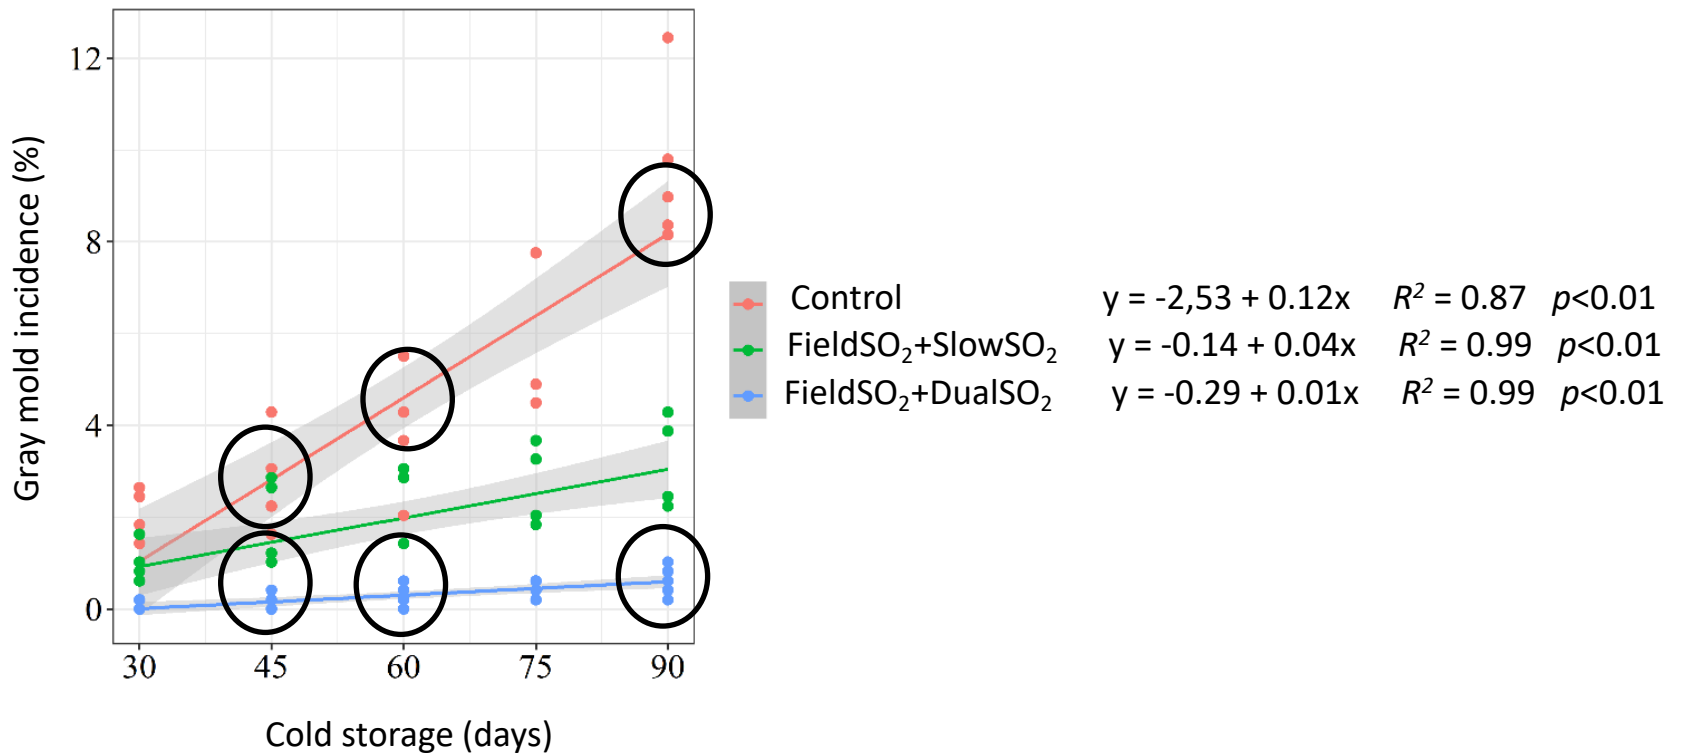 Gray mold incidence (%)
12
8
4
0
30 45 60 75 90
Cold storage (days)
Control y = -2,53 + 0.12x R² = 0.87 p<0.01
FieldSO₂+SlowSO₂ y = -0.14 + 0.04x R² = 0.99 p<0.01
FieldSO₂+DualSO₂ y = -0.29 + 0.01x R² = 0.99 p<0.01